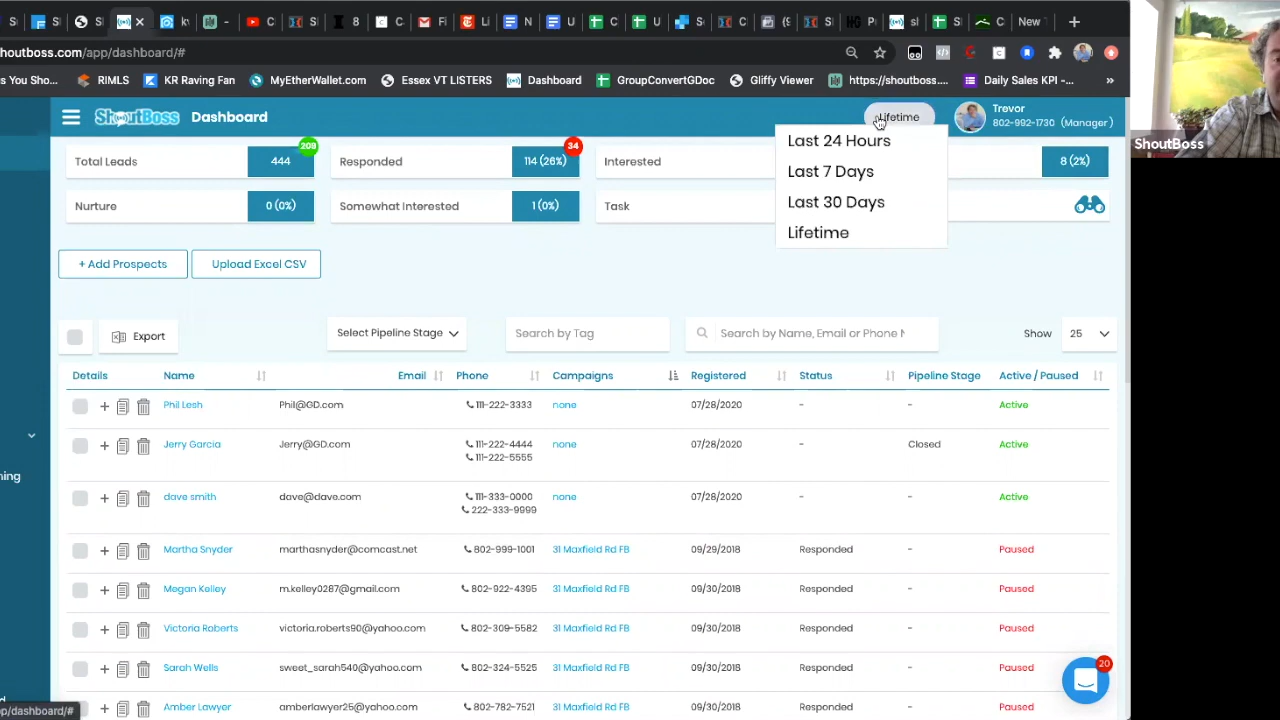 houtboss.com/app/dashboard/#
s You Sho...
RIMLS
KR Raving Fan
MyEtherWallet.com
Essex VT LISTERS
Dashboard
GroupConvertGDoc
Gliffy Viewer
https://shoutboss....
Daily Sales KPI -...
»
ShoutBoss
Dashboard
Lifetime
Trevor
802-992-1730 (Manager)
Last 24 Hours
Last 7 Days
Last 30 Days
Lifetime
ShoutBoss
Total Leads 444 209
Responded 114 (26%) 34
Interested
8 (2%)
Nurture 0 (0%)
Somewhat Interested 1 (0%)
Task
+ Add Prospects
Upload Excel CSV
Export
Select Pipeline Stage
Search by Tag
Search by Name, Email or Phone N
Show 25
Details Name Email Phone Campaigns Registered Status Pipeline Stage Active / Paused
Phil Lesh Phil@GD.com 111-222-3333 none 07/28/2020 - - Active
Jerry Garcia Jerry@GD.com 111-222-4444 none 07/28/2020 - Closed Active
111-222-5555
dave smith dave@dave.com 111-333-0000 none 07/28/2020 - - Active
222-333-9999
Martha Snyder marthasnyder@comcast.net 802-999-1001 31 Maxfield Rd FB 09/29/2018 Responded - Paused
Megan Kelley m.kelley0287@gmail.com 802-922-4395 31 Maxfield Rd FB 09/30/2018 Responded - Paused
Victoria Roberts victoria.roberts90@yahoo.com 802-309-5582 31 Maxfield Rd FB 09/30/2018 Responded - Paused
Sarah Wells sweet_sarah540@yahoo.com 802-324-5525 31 Maxfield Rd FB 09/30/2018 Responded - Paused
Amber Lawyer amberlawyer25@yahoo.com 802-782-7521 31 Maxfield Rd FB 09/30/2018 Responded - Paused
ning
20
pp/dashboard/#